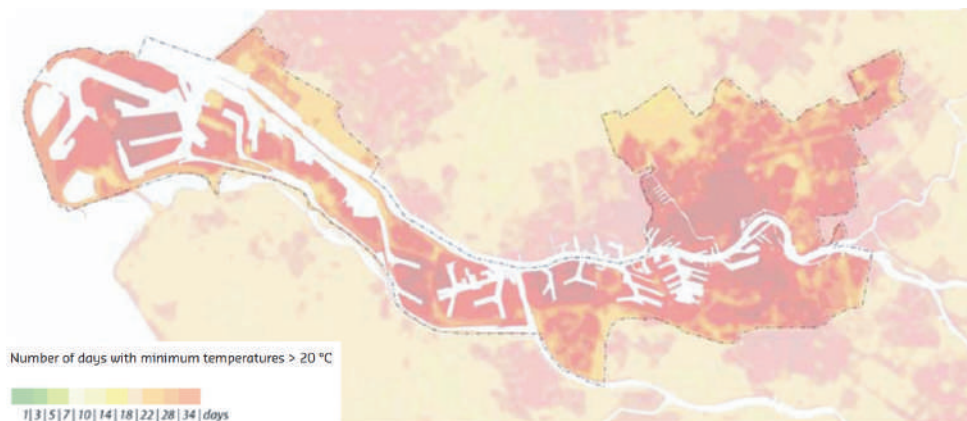 Number of days with minimum temperatures > 20 °C
1| 3 | 5 | 7 | 10 | 14 | 18 | 22 | 28 | 34 | days